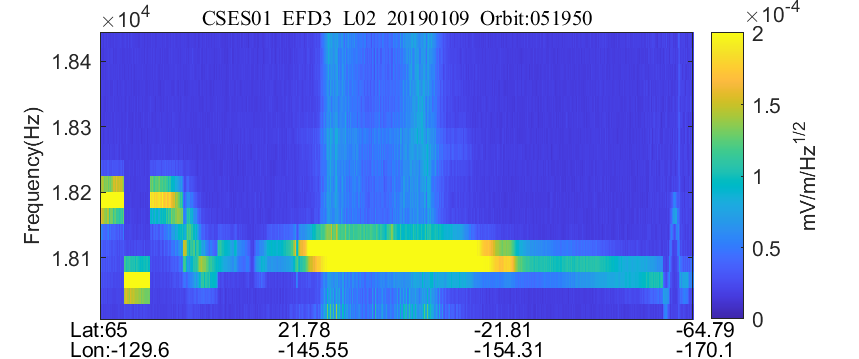 ×10⁴ CSES01 EFD3 L02 20190109 Orbit:051950 ×10⁻⁴
1.84
1.83
1.82
1.81
Frequency(Hz)
2
1.5
1
0.5
0
mV/m/Hz^1/2
Lat:65 21.78 -21.81 -64.79
Lon:-129.6 -145.55 -154.31 -170.1